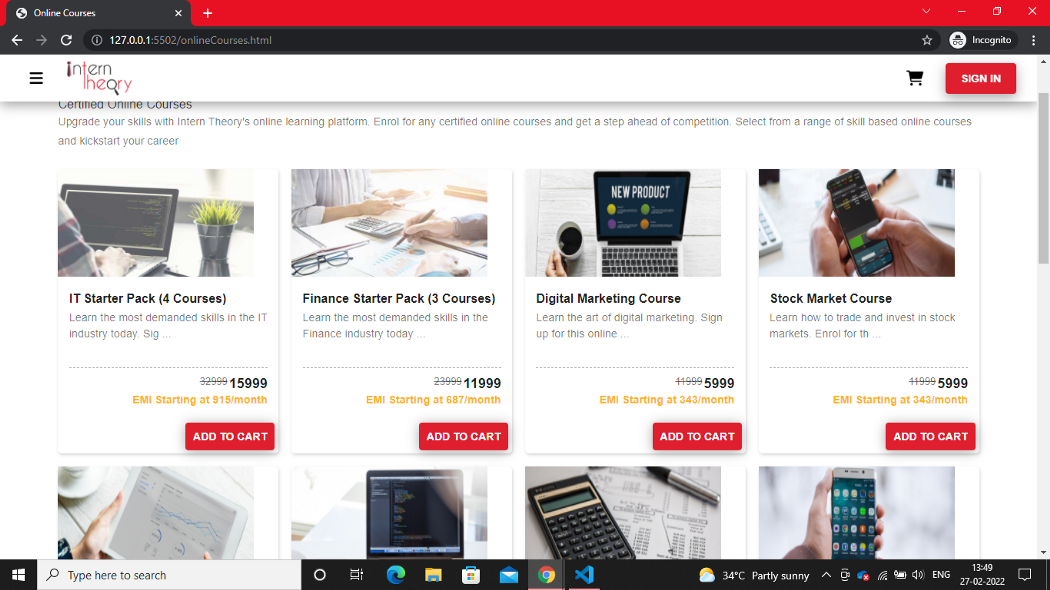 Online Courses
127.0.0.1:5502/onlineCourses.html
Incognito
intern
theory
SIGN IN
Certified Online Courses
Upgrade your skills with Intern Theory's online learning platform. Enrol for any certified online courses and get a step ahead of competition. Select from a range of skill based online courses
and kickstart your career
NEW PRODUCT
IT Starter Pack (4 Courses)
Learn the most demanded skills in the IT
industry today. Sig ...
32999 15999
EMI Starting at 915/month
ADD TO CART
Finance Starter Pack (3 Courses)
Learn the most demanded skills in the
Finance industry today ...
23999 11999
EMI Starting at 687/month
ADD TO CART
Digital Marketing Course
Learn the art of digital marketing. Sign
up for this online ...
11999 5999
EMI Starting at 343/month
ADD TO CART
Stock Market Course
Learn how to trade and invest in stock
markets. Enrol for th ...
11999 5999
EMI Starting at 343/month
ADD TO CART
Type here to search
34°C Partly sunny
ENG
13:49
27-02-2022